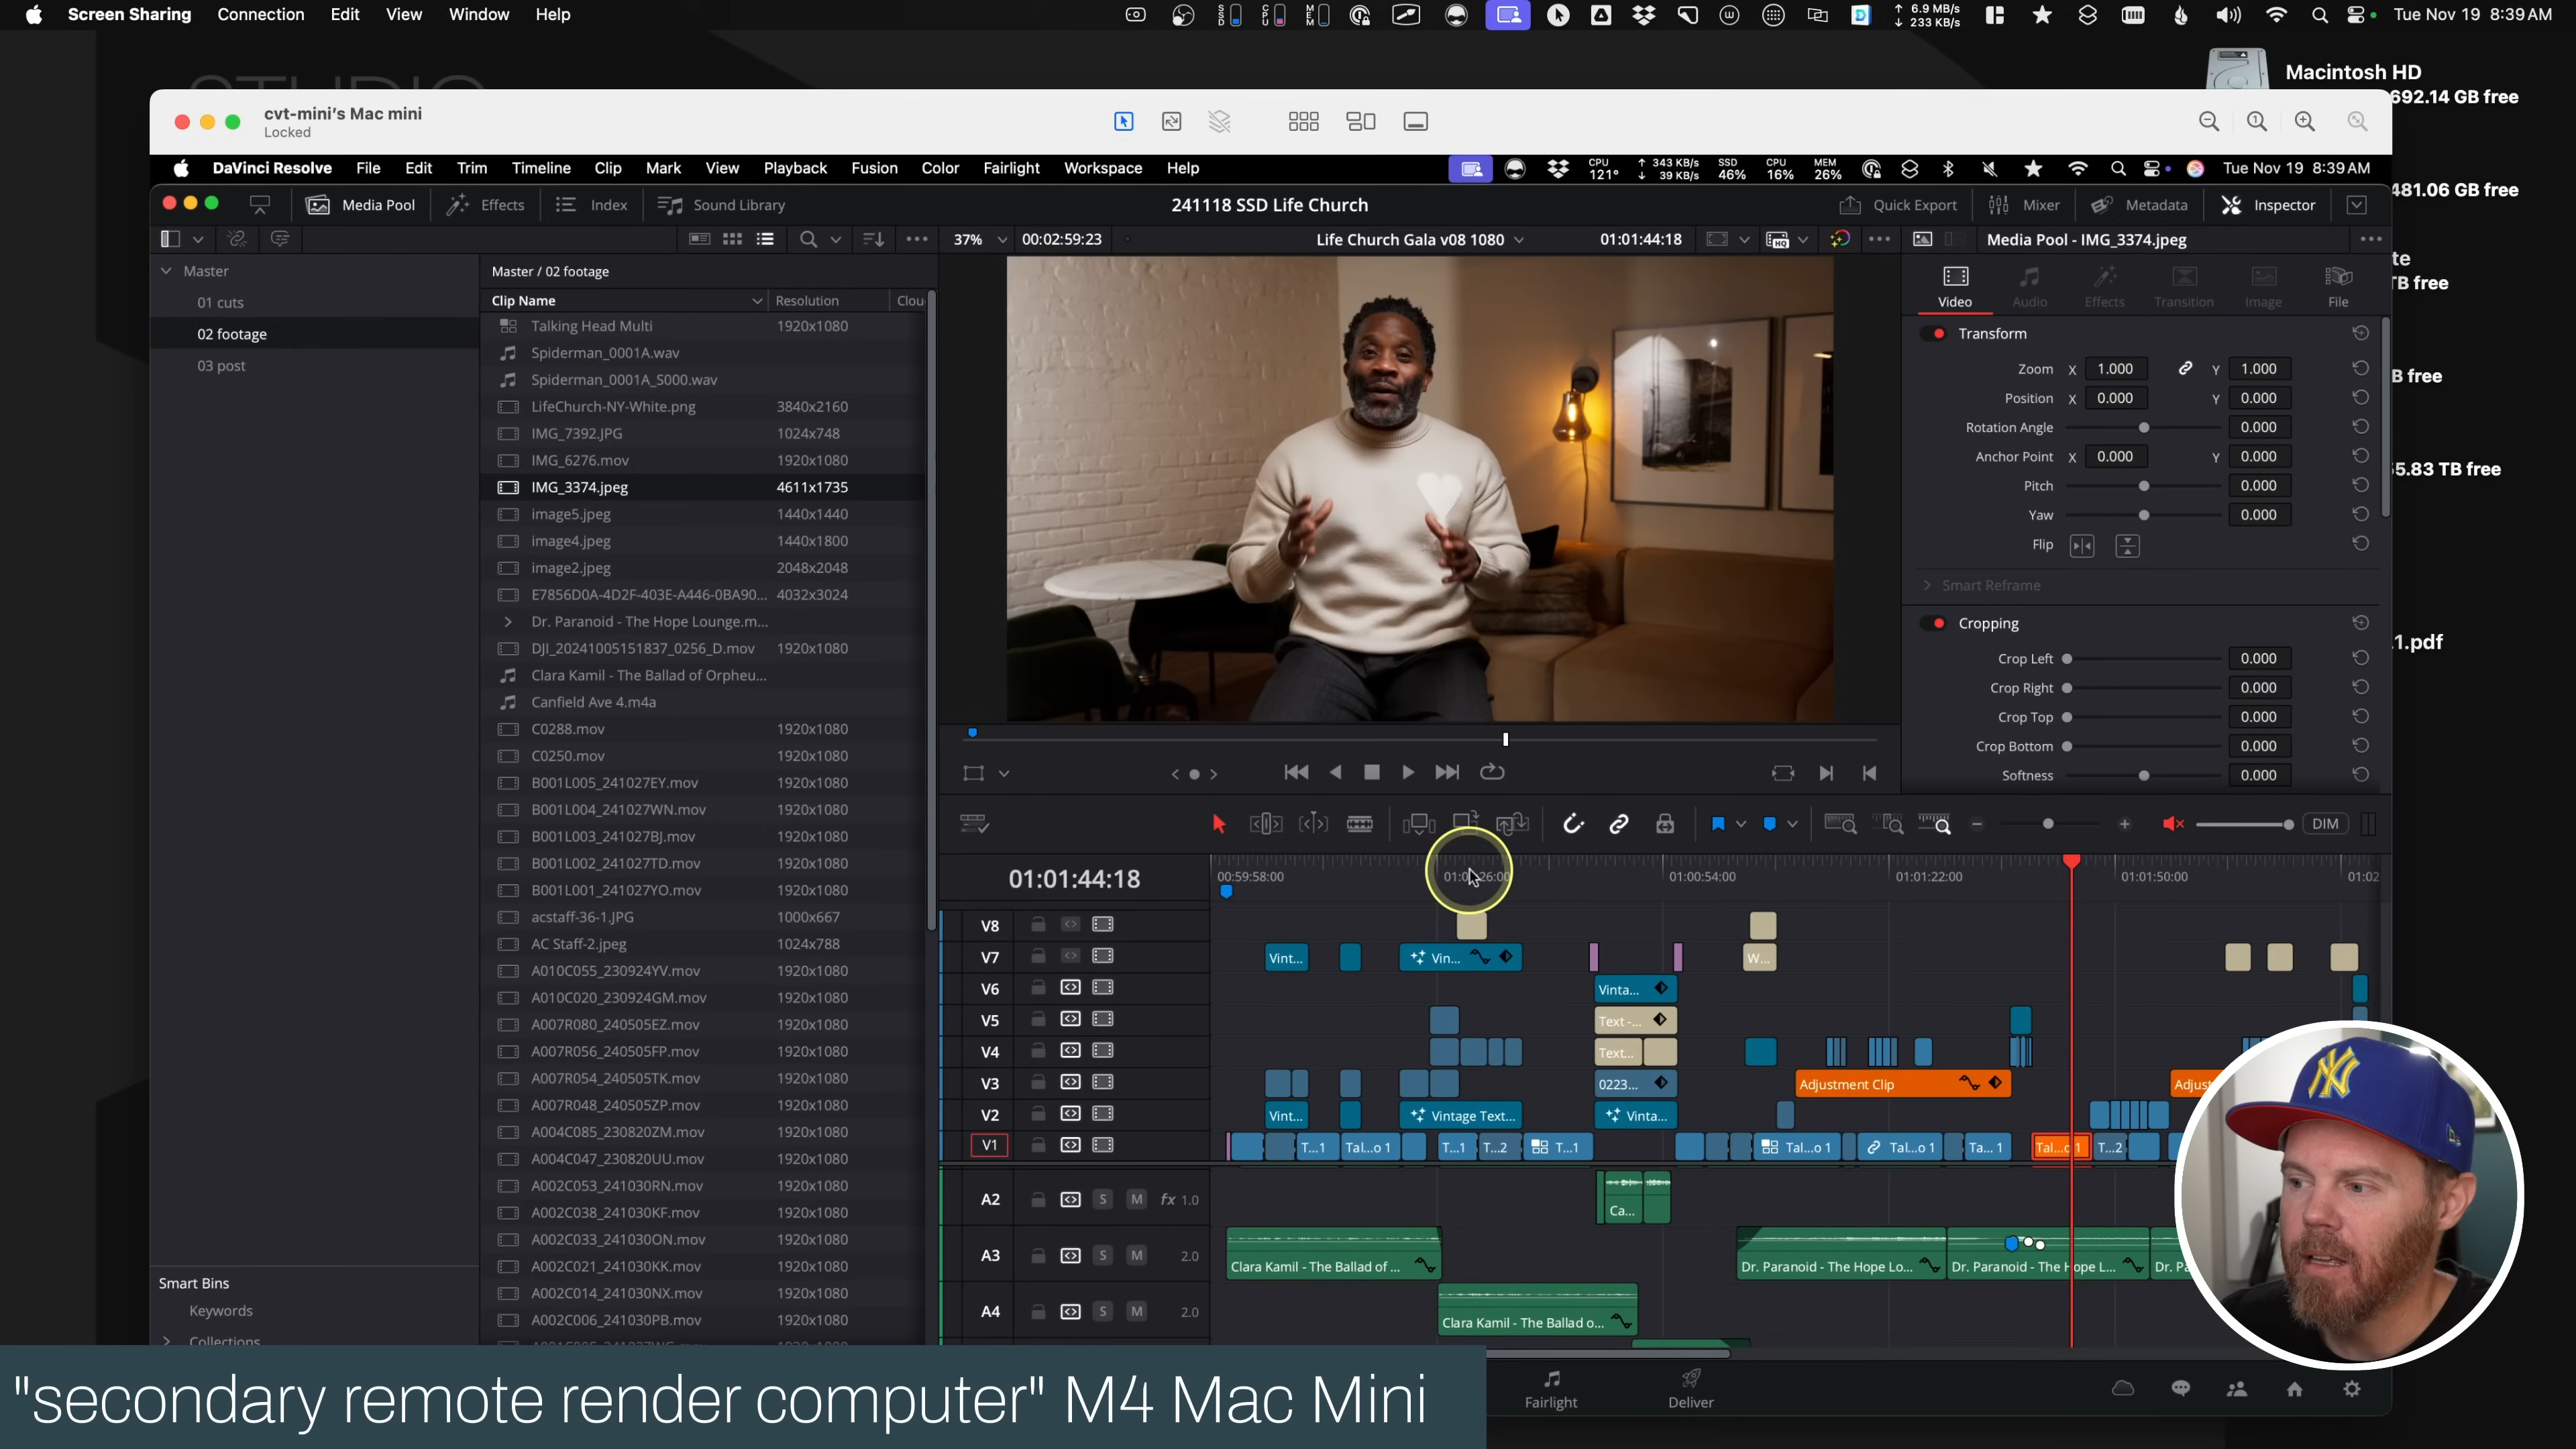 Screen Sharing Connection Edit View Window Help
SSD CPU MEM 6.9 MB/s 233 KB/s Tue Nov 19 8:39 AM
STUDIO
Macintosh HD
692.14 GB free
cvt-mini's Mac mini
Locked
DaVinci Resolve File Edit Trim Timeline Clip Mark View Playback Fusion Color Fairlight Workspace Help
CPU 121° 343 KB/s 39 KB/s SSD 46% CPU 16% MEM 26% Tue Nov 19 8:39 AM
481.06 GB free
Media Pool Effects Index Sound Library 241118 SSD Life Church Quick Export Mixer Metadata Inspector
37% 00:02:59:23 Life Church Gala v08 1080 01:01:44:18 Media Pool - IMG_3374.jpeg
te
TB free
B free
55.83 TB free
1.pdf
Master
01 cuts
02 footage
03 post
Smart Bins
Keywords
Collections
Master / 02 footage
Clip Name Resolution Clou
Talking Head Multi 1920x1080
Spiderman_0001A.wav
Spiderman_0001A_S000.wav
LifeChurch-NY-White.png 3840x2160
IMG_7392.JPG 1024x748
IMG_6276.mov 1920x1080
IMG_3374.jpeg 4611x1735
image5.jpeg 1440x1440
image4.jpeg 1440x1800
image2.jpeg 2048x2048
E7856D0A-4D2F-403E-A446-0BA90... 4032x3024
Dr. Paranoid - The Hope Lounge.m...
DJI_20241005151837_0256_D.mov 1920x1080
Clara Kamil - The Ballad of Orpheu...
Canfield Ave 4.m4a
C0288.mov 1920x1080
C0250.mov 1920x1080
B001L005_241027EY.mov 1920x1080
B001L004_241027WN.mov 1920x1080
B001L003_241027BJ.mov 1920x1080
B001L002_241027TD.mov 1920x1080
B001L001_241027YO.mov 1920x1080
acstaff-36-1.JPG 1000x667
AC Staff-2.jpeg 1024x788
A010C055_230924YV.mov 1920x1080
A010C020_230924GM.mov 1920x1080
A007R080_240505EZ.mov 1920x1080
A007R056_240505FP.mov 1920x1080
A007R054_240505TK.mov 1920x1080
A007R048_240505ZP.mov 1920x1080
A004C085_230820ZM.mov 1920x1080
A004C047_230820UU.mov 1920x1080
A002C053_241030RN.mov 1920x1080
A002C038_241030KF.mov 1920x1080
A002C033_241030ON.mov 1920x1080
A002C021_241030KK.mov 1920x1080
A002C014_241030NX.mov 1920x1080
A002C006_241030PB.mov 1920x1080
Video Audio Effects Transition Image File
Transform
Zoom X 1.000 Y 1.000
Position X 0.000 Y 0.000
Rotation Angle 0.000
Anchor Point X 0.000 Y 0.000
Pitch 0.000
Yaw 0.000
Flip
Smart Reframe
Cropping
Crop Left 0.000
Crop Right 0.000
Crop Top 0.000
Crop Bottom 0.000
Softness 0.000
DIM
01:01:44:18 00:59:58:00 01:00:26:00 01:00:54:00 01:01:22:00 01:01:50:00 01:02
V8
V7 Vint... Vin... W...
V6 Vinta...
V5 Text -...
V4 Text...
V3 0223... Adjustment Clip Adjust
V2 Vint... Vintage Text... Vinta...
V1 T...1 Tal...o 1 T...1 T...2 T...1 Tal...o 1 Tal...o 1 Ta... 1 Tal...o 1 T...2
A2 S M fx 1.0 Ca...
A3 S M 2.0 Clara Kamil - The Ballad of ... Dr. Paranoid - The Hope Lo... Dr. Paranoid - The Hope L... Dr. Pa
A4 S M 2.0 Clara Kamil - The Ballad o...
NY
"secondary remote render computer" M4 Mac Mini
Fairlight Deliver